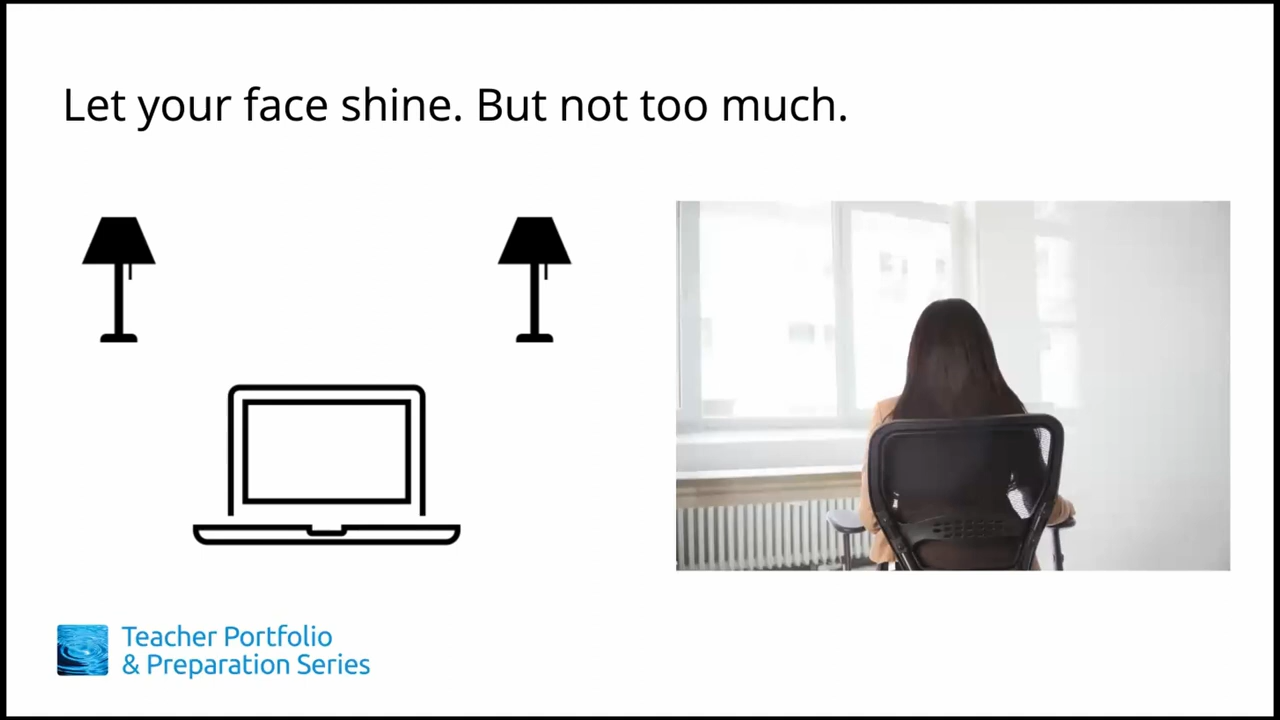 Let your face shine. But not too much.
Teacher Portfolio
& Preparation Series